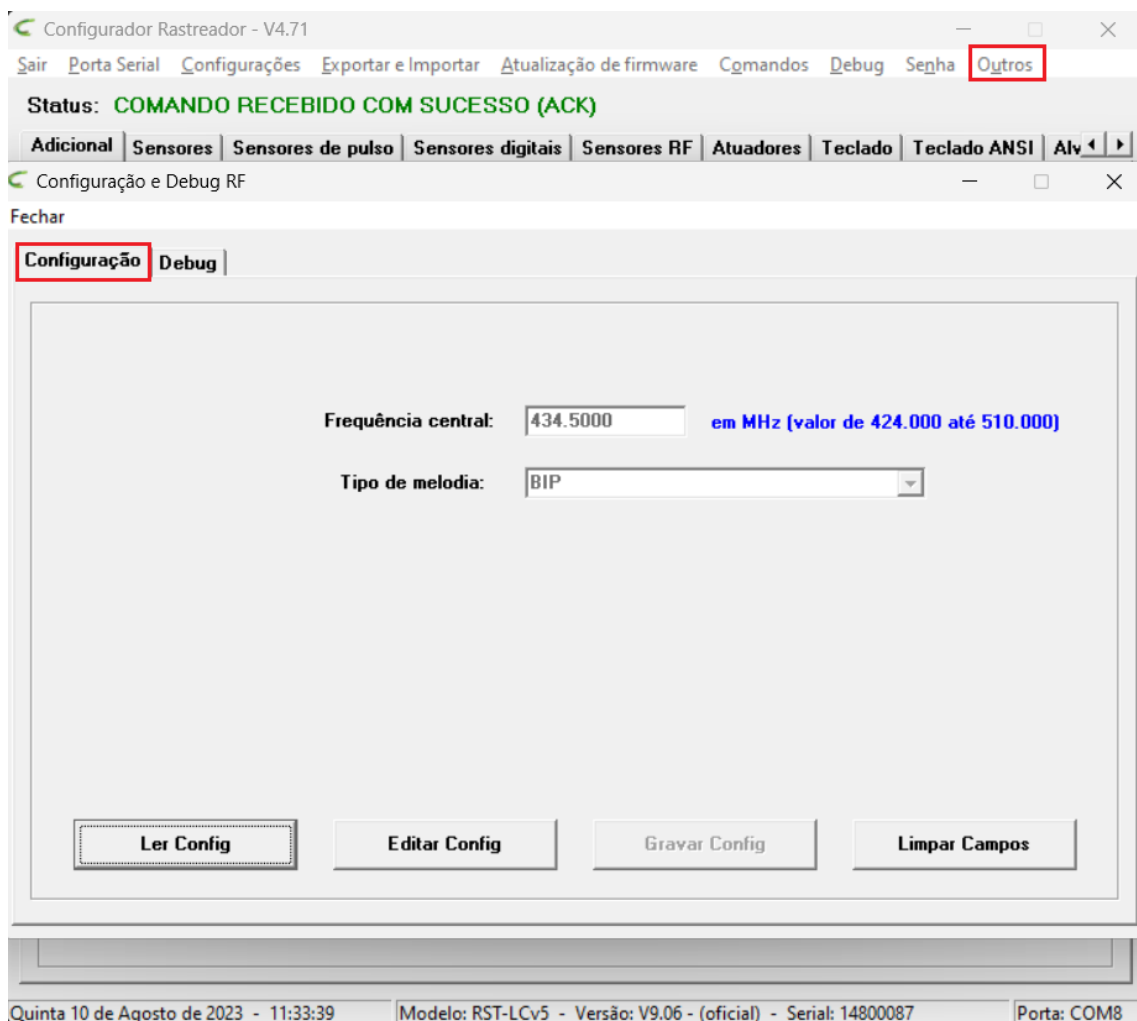 Configurador Rastreador - V4.71
Sair Porta Serial Configurações Exportar e Importar Atualização de firmware Comandos Debug Senha Outros
Status: COMANDO RECEBIDO COM SUCESSO (ACK)
Adicional Sensores Sensores de pulso Sensores digitais Sensores RF Atuadores Teclado Teclado ANSI
Configuração e Debug RF
Fechar
Configuração Debug
Frequência central: 434.5000 em MHz (valor de 424.000 até 510.000)
Tipo de melodia: BIP
Ler Config Editar Config Gravar Config Limpar Campos
Quinta 10 de Agosto de 2023 - 11:33:39 Modelo: RST-LCv5 - Versão: V9.06 - (oficial) - Serial: 14800087 Porta: COM8